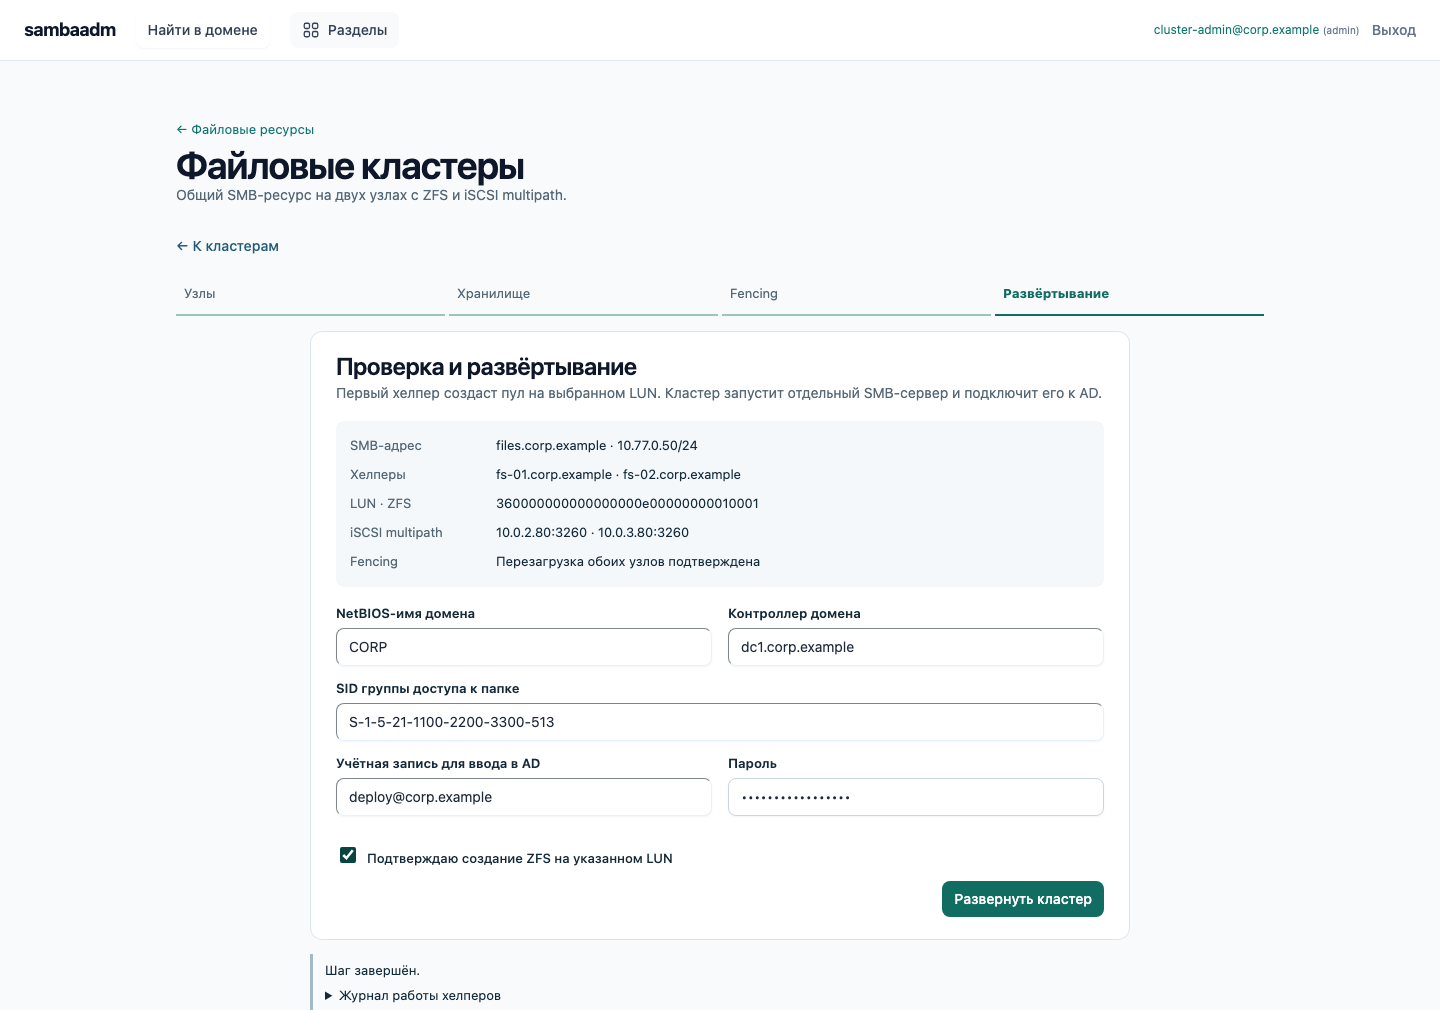 sambaadm
Найти в домене
Разделы
cluster-admin@corp.example (admin)
Выход
← Файловые ресурсы
Файловые кластеры
Общий SMB-ресурс на двух узлах с ZFS и iSCSI multipath.
← К кластерам
Узлы
Хранилище
Fencing
Развёртывание
Проверка и развёртывание
Первый хелпер создаст пул на выбранном LUN. Кластер запустит отдельный SMB-сервер и подключит его к AD.
SMB-адрес files.corp.example · 10.77.0.50/24
Хелперы fs-01.corp.example · fs-02.corp.example
LUN · ZFS 360000000000000000e00000000010001
iSCSI multipath 10.0.2.80:3260 · 10.0.3.80:3260
Fencing Перезагрузка обоих узлов подтверждена
NetBIOS-имя домена
CORP
Контроллер домена
dc1.corp.example
SID группы доступа к папке
S-1-5-21-1100-2200-3300-513
Учётная запись для ввода в AD
deploy@corp.example
Пароль
•••••••••••••••••
Подтверждаю создание ZFS на указанном LUN
Развернуть кластер
Шаг завершён.
Журнал работы хелперов